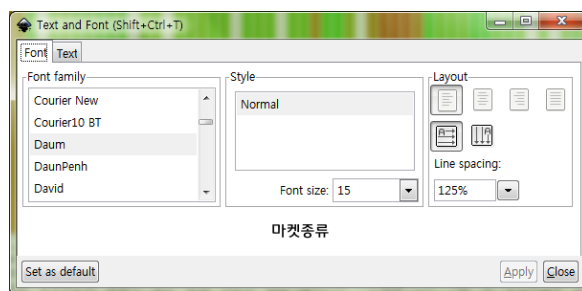 Text and Font (Shift+Ctrl+T)
Font Text
Font family
Courier New
Courier10 BT
Daum
DaunPenh
David
Style
Normal
Font size: 15
Layout
Line spacing:
125%
마켓종류
Set as default
Apply Close